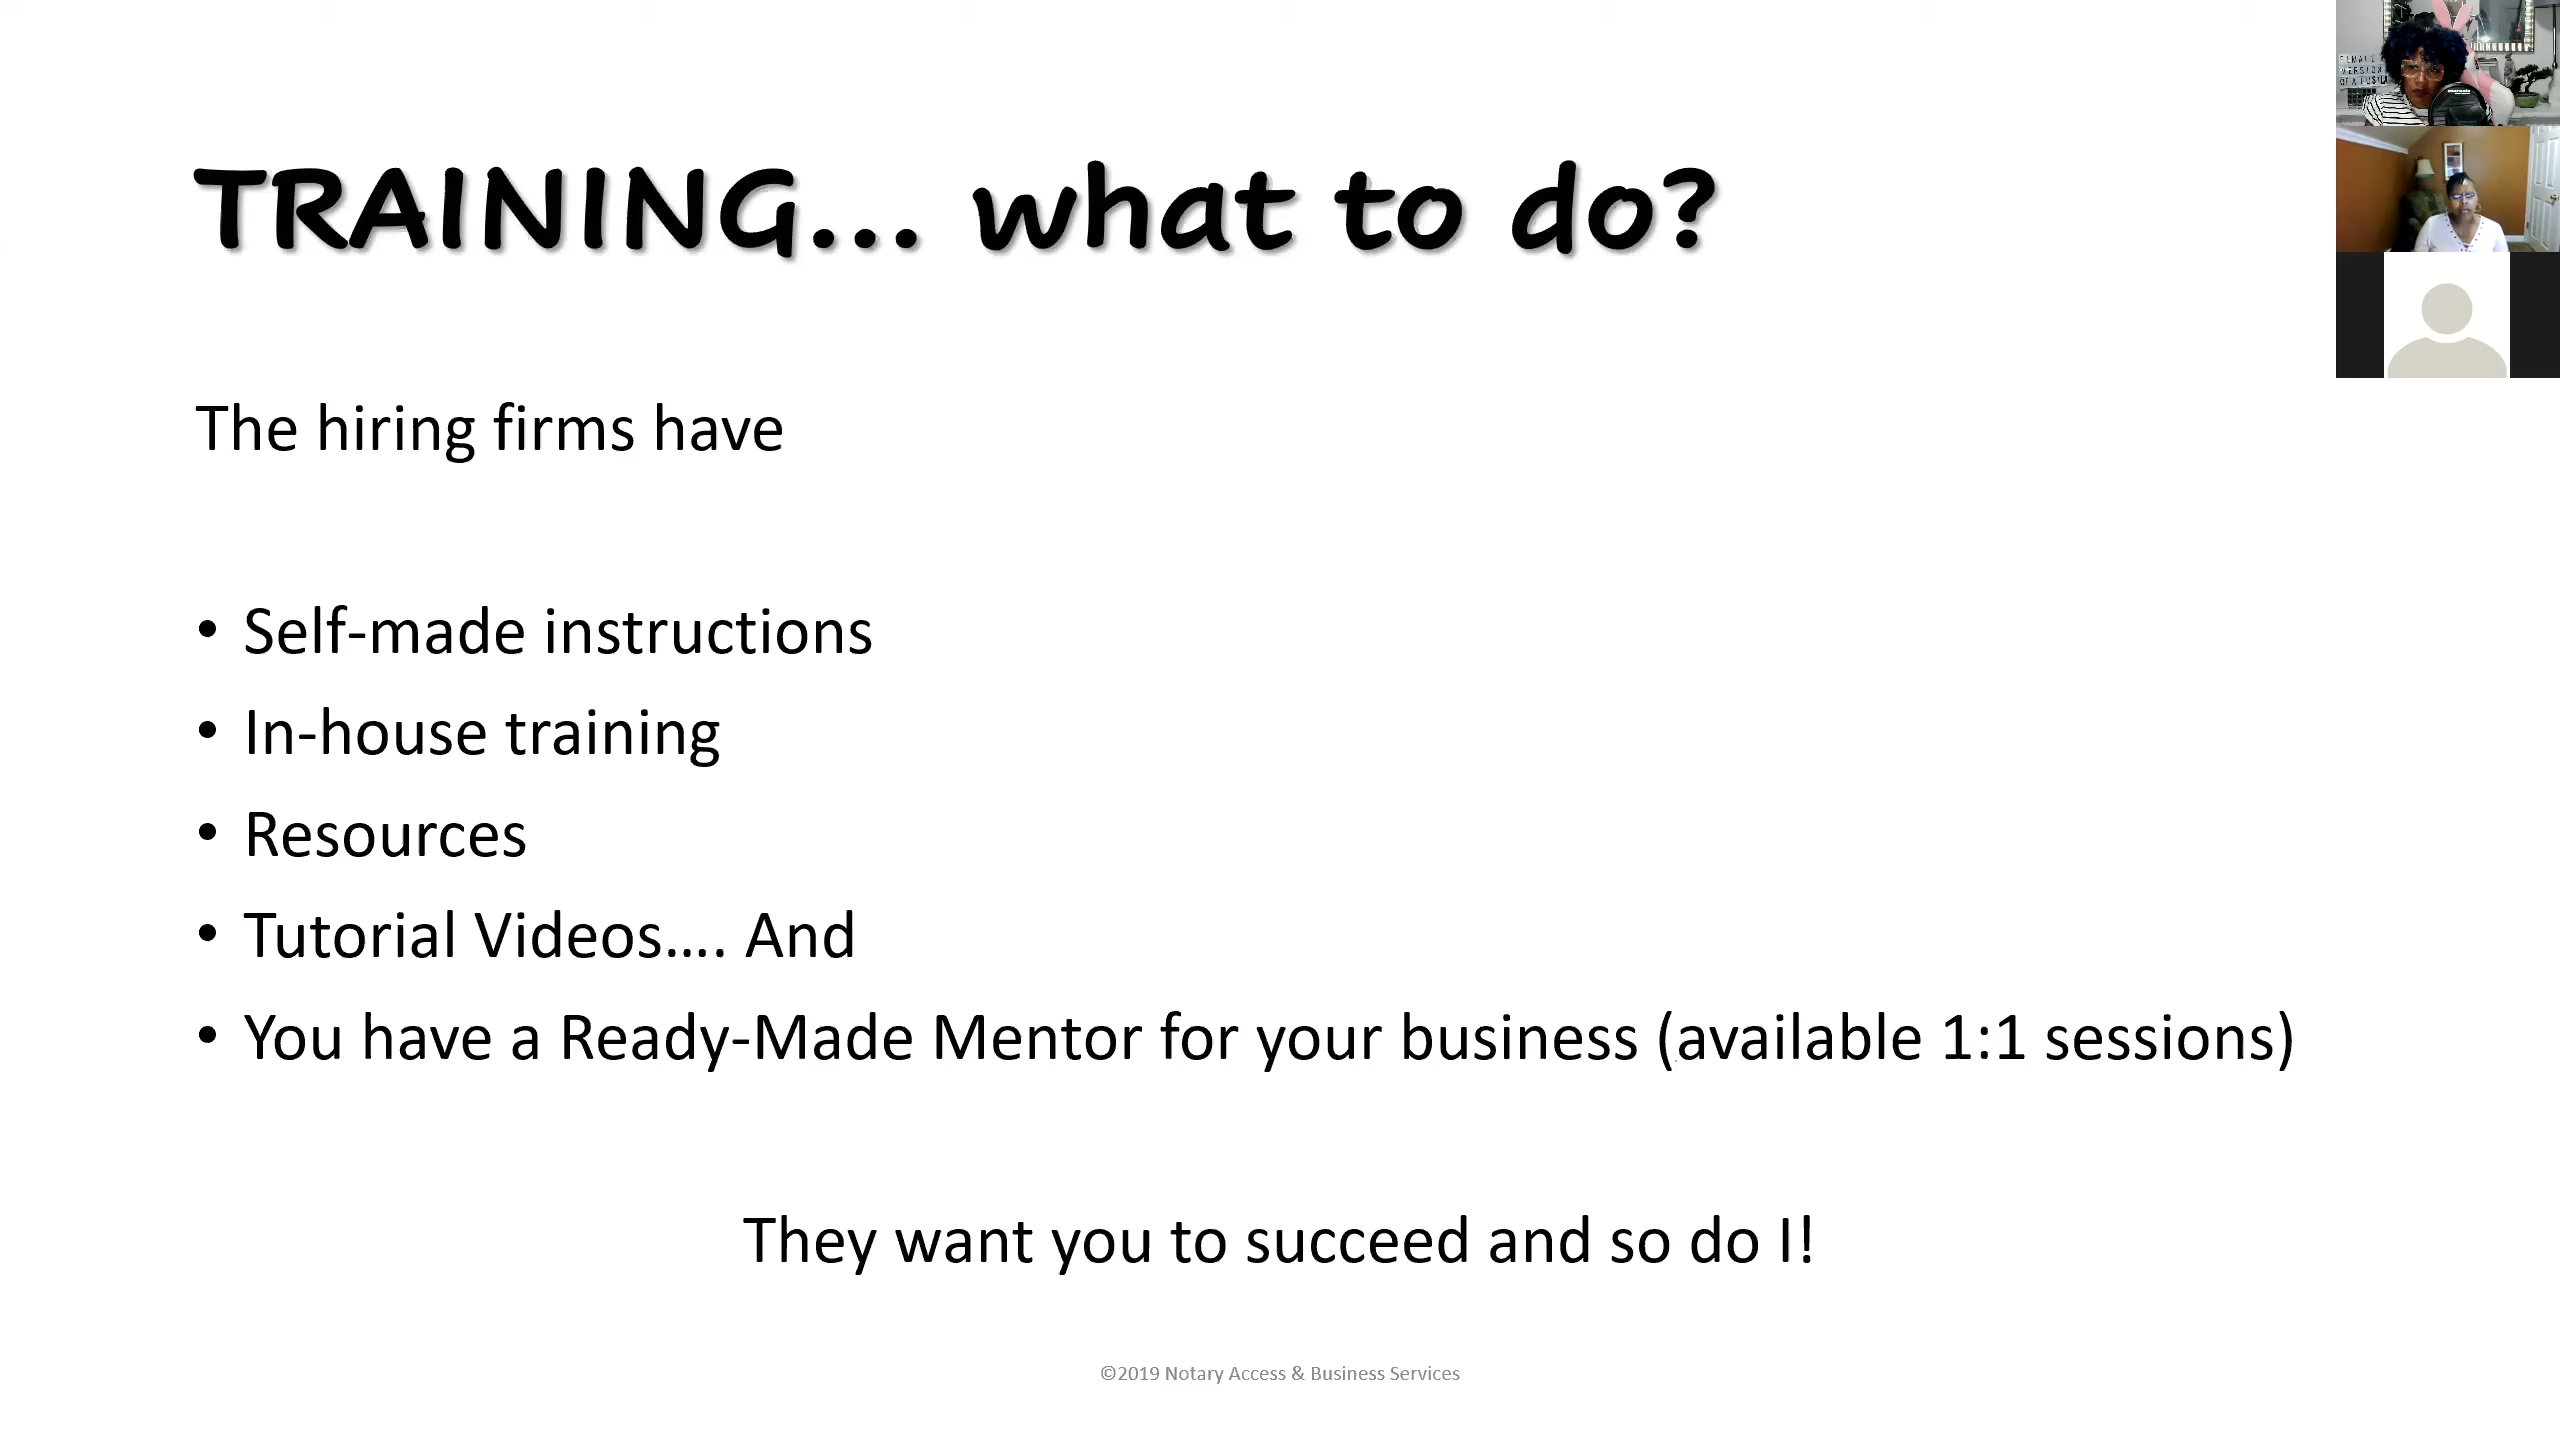 TRAINING... what to do?
The hiring firms have
• Self-made instructions
• In-house training
• Resources
• Tutorial Videos.... And
• You have a Ready-Made Mentor for your business (available 1:1 sessions)
They want you to succeed and so do I!
©2019 Notary Access & Business Services
VERSION